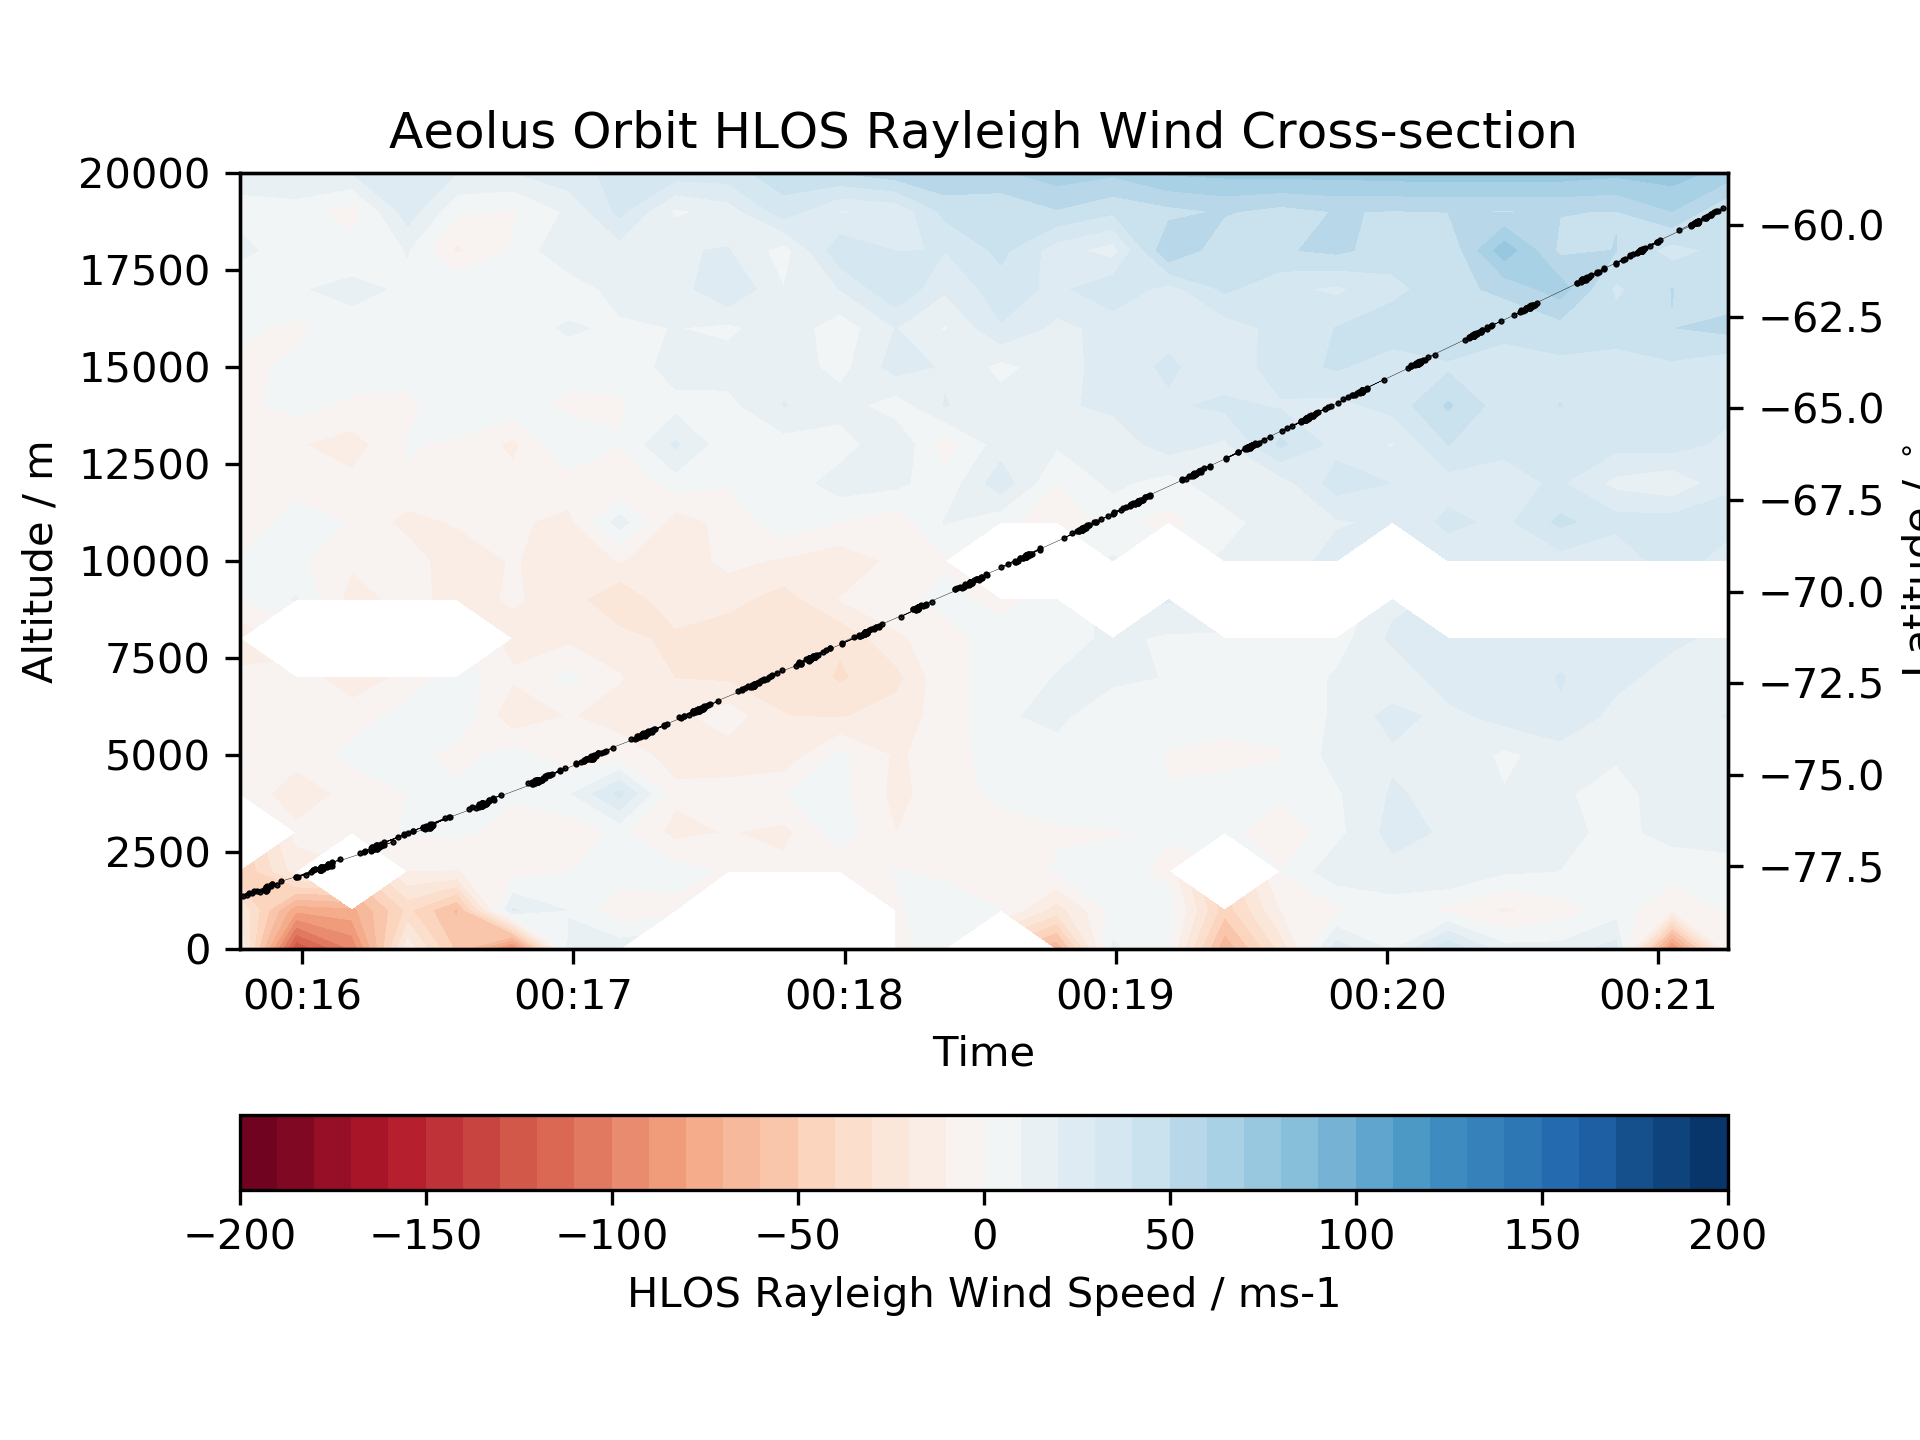 Aeolus Orbit HLOS Rayleigh Wind Cross-section
20000
17500
15000
12500
10000
7500
5000
2500
0
Altitude / m
−60.0
−62.5
−65.0
−67.5
−70.0
−72.5
−75.0
−77.5
Latitude / °
00:16 00:17 00:18 00:19 00:20 00:21
Time
−200 −150 −100 −50 0 50 100 150 200
HLOS Rayleigh Wind Speed / ms-1